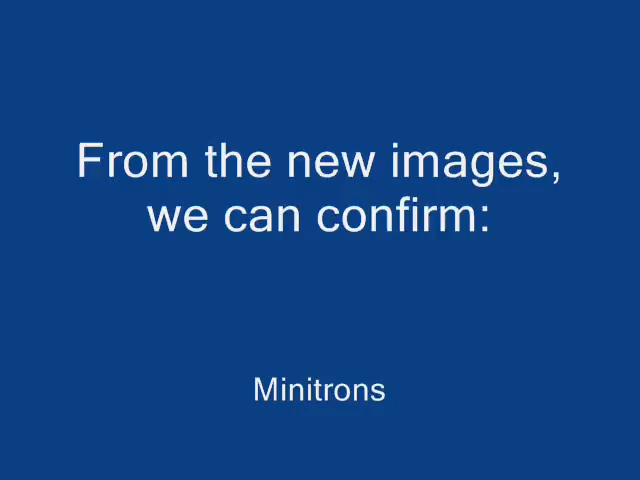 From the new images,
we can confirm:
Minitrons